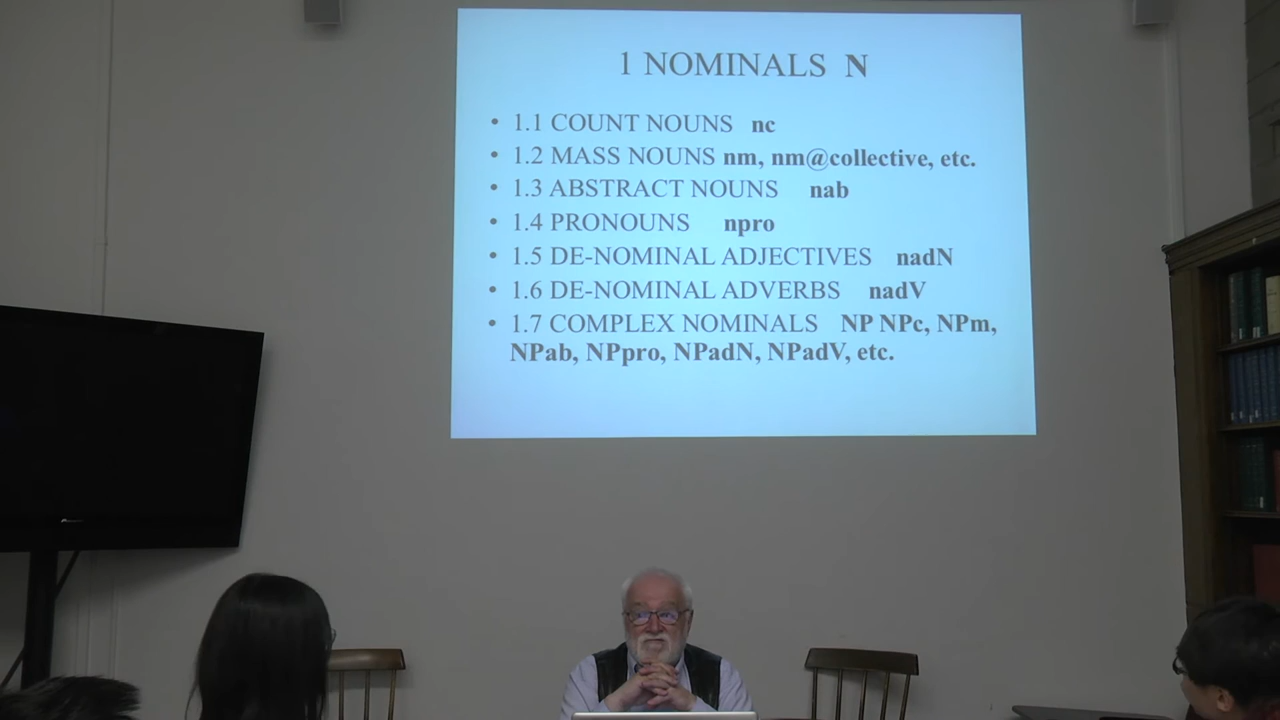 1 NOMINALS N
• 1.1 COUNT NOUNS nc
• 1.2 MASS NOUNS nm, nm@collective, etc.
• 1.3 ABSTRACT NOUNS nab
• 1.4 PRONOUNS npro
• 1.5 DE-NOMINAL ADJECTIVES nadN
• 1.6 DE-NOMINAL ADVERBS nadV
• 1.7 COMPLEX NOMINALS NP NPc, NPm,
NPab, NPpro, NPadN, NPadV, etc.